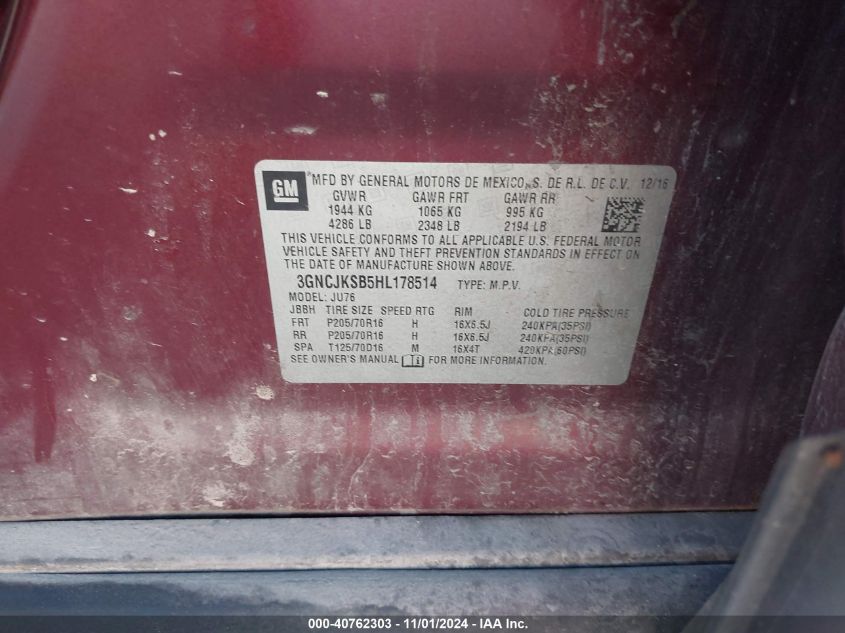 GM ®MFD BY GENERAL MOTORS DE MEXICO, S. DE R.L. DE C.V. 12/16
GVWR GAWR FRT GAWR RR
1944 KG 1065 KG 995 KG
4286 LB 2348 LB 2194 LB
THIS VEHICLE CONFORMS TO ALL APPLICABLE U.S. FEDERAL MOTOR
VEHICLE SAFETY AND THEFT PREVENTION STANDARDS IN EFFECT ON
THE DATE OF MANUFACTURE SHOWN ABOVE.
3GNCJKSB5HL178514 TYPE: M.P.V.
MODEL: JU76
JBBH TIRE SIZE SPEED RTG RIM COLD TIRE PRESSURE
FRT P205/70R16 H 16X6.5J 240KPA(35PSI)
RR P205/70R16 H 16X6.5J 240KPA(35PSI)
SPA T125/70D16 M 16X4T 420KPA(60PSI)
SEE OWNER'S MANUAL FOR MORE INFORMATION.
000-40762303 - 11/01/2024 - IAA Inc.